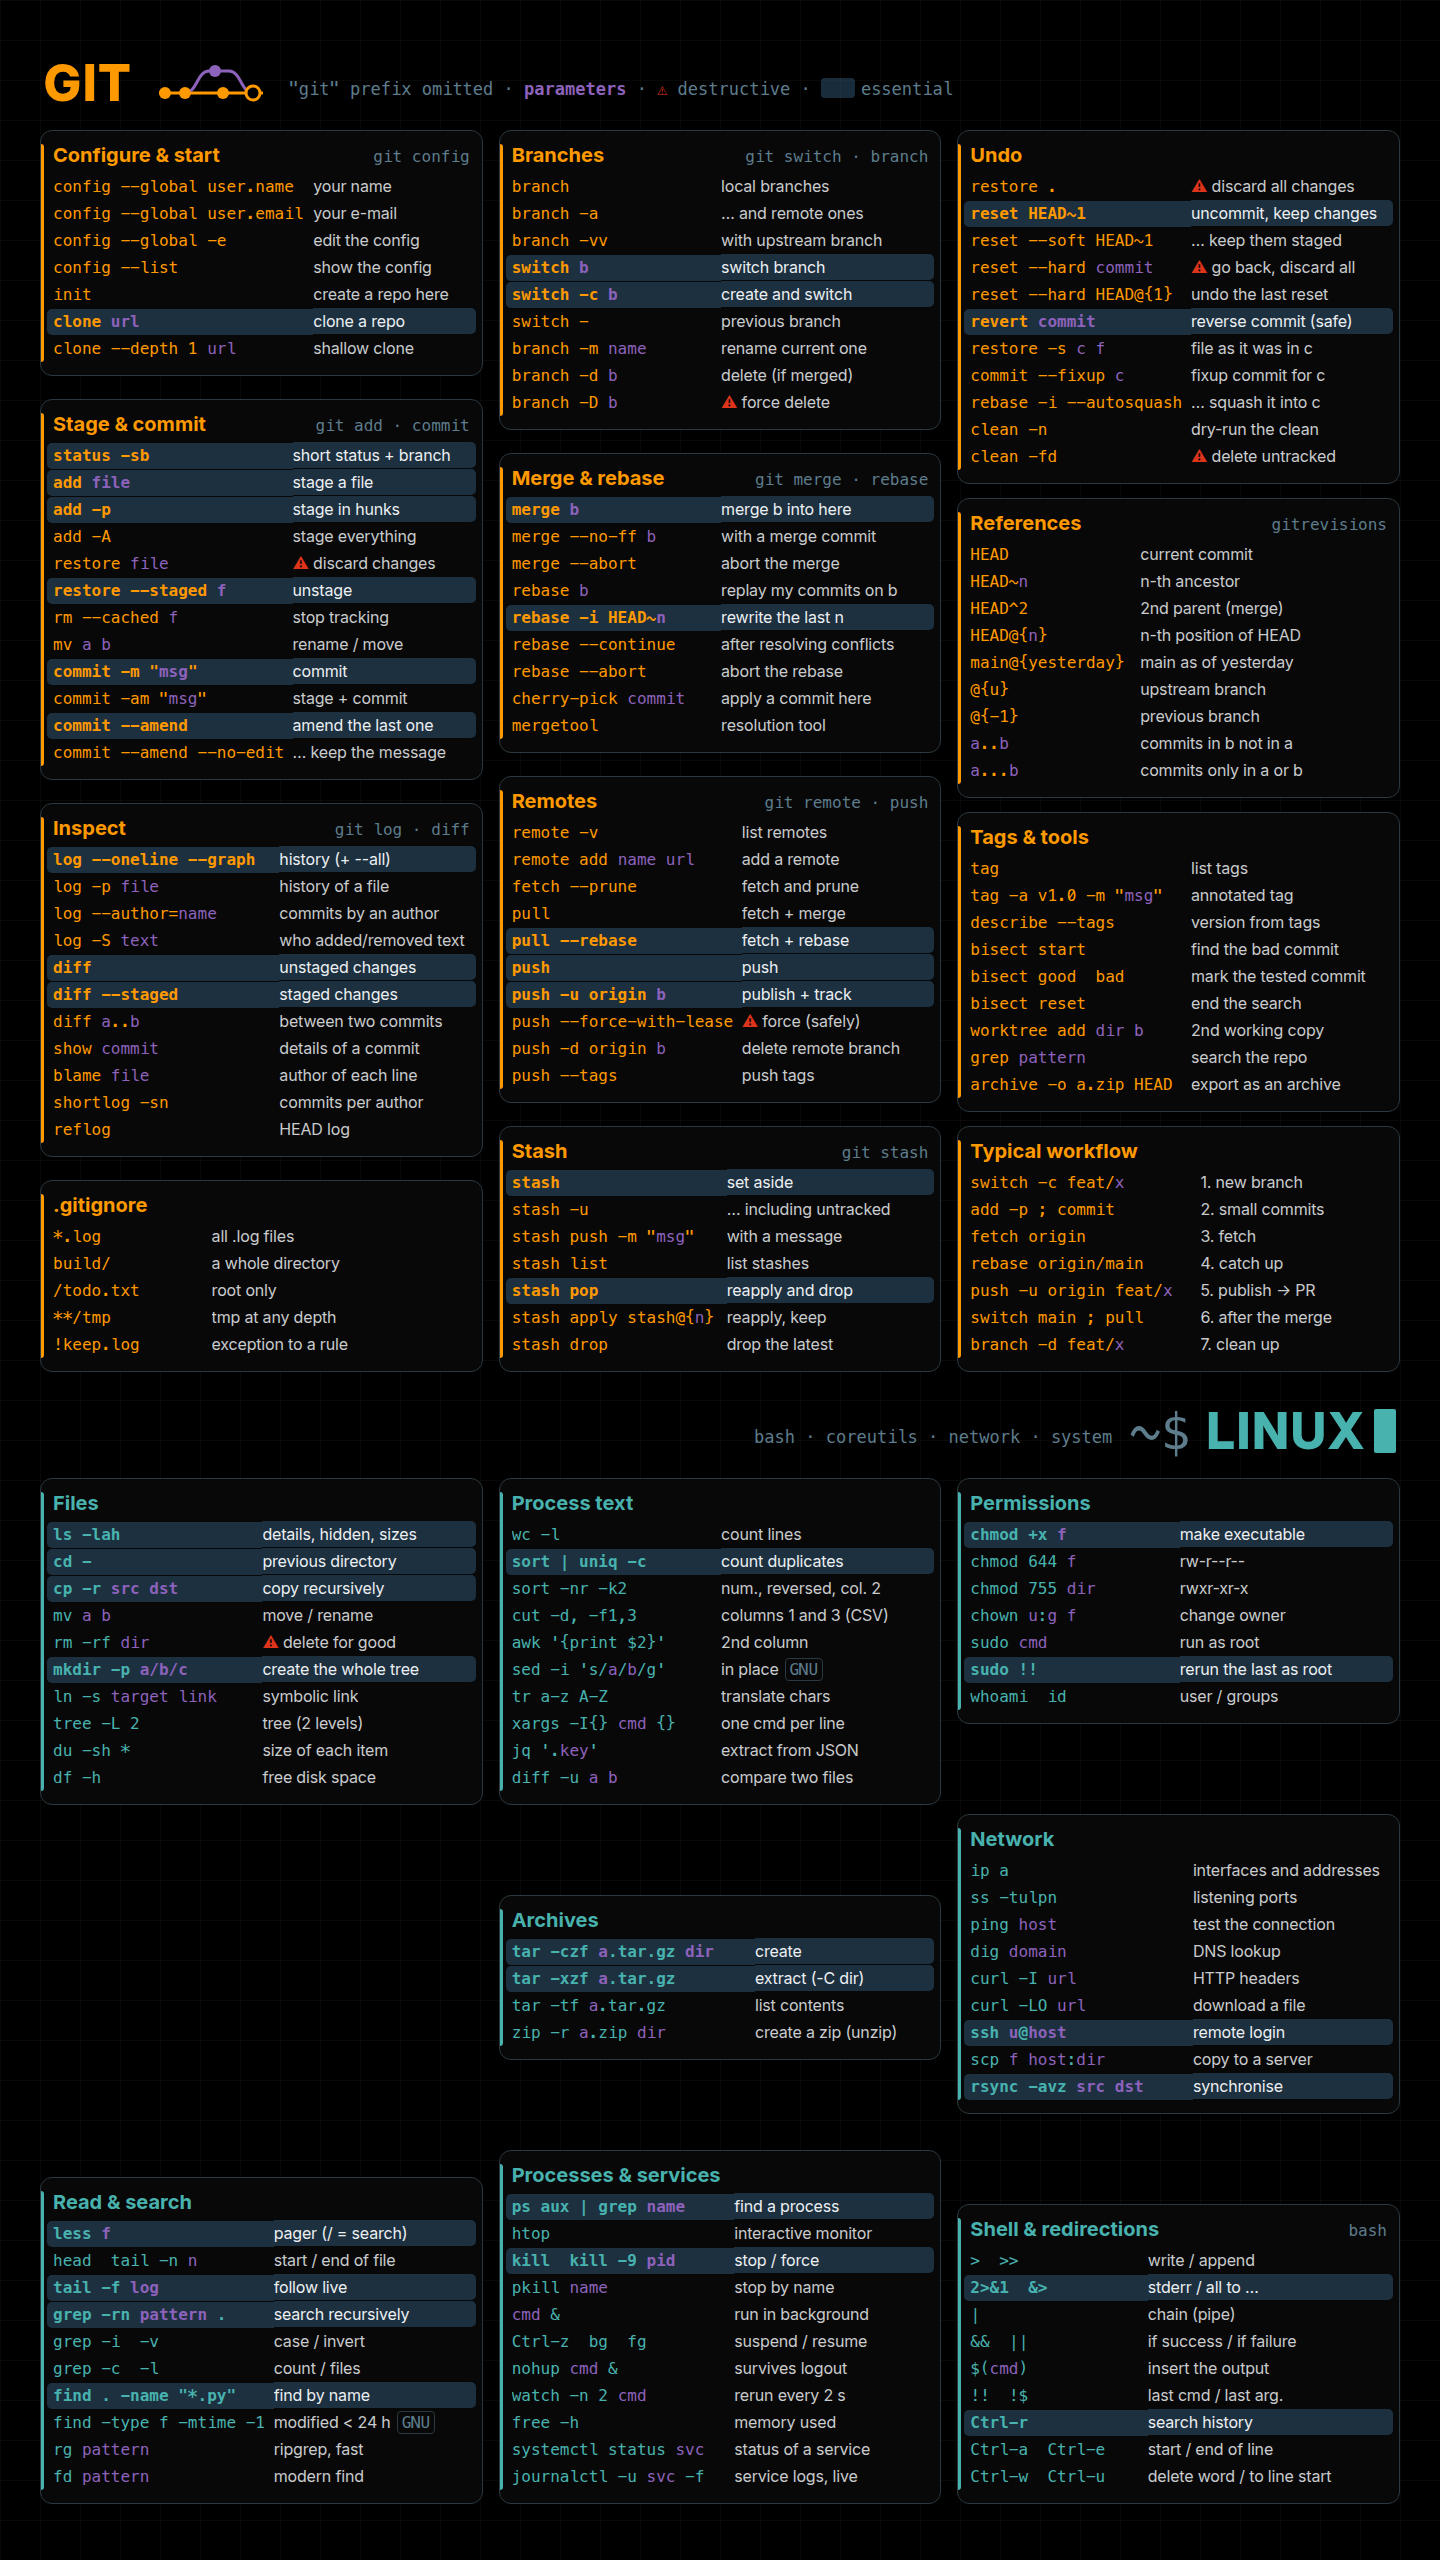 GIT
"git" prefix omitted · parameters · ⚠ destructive · essential
Configure & start git config
config --global user.name your name
config --global user.email your e-mail
config --global -e edit the config
config --list show the config
init create a repo here
clone url clone a repo
clone --depth 1 url shallow clone
Stage & commit git add · commit
status -sb short status + branch
add file stage a file
add -p stage in hunks
add -A stage everything
restore file ⚠ discard changes
restore --staged f unstage
rm --cached f stop tracking
mv a b rename / move
commit -m "msg" commit
commit -am "msg" stage + commit
commit --amend amend the last one
commit --amend --no-edit ... keep the message
Inspect git log · diff
log --oneline --graph history (+ --all)
log -p file history of a file
log --author=name commits by an author
log -S text who added/removed text
diff unstaged changes
diff --staged staged changes
diff a..b between two commits
show commit details of a commit
blame file author of each line
shortlog -sn commits per author
reflog HEAD log
.gitignore
*.log all .log files
build/ a whole directory
/todo.txt root only
**/tmp tmp at any depth
!keep.log exception to a rule
Branches git switch · branch
branch local branches
branch -a ... and remote ones
branch -vv with upstream branch
switch b switch branch
switch -c b create and switch
switch - previous branch
branch -m name rename current one
branch -d b delete (if merged)
branch -D b ⚠ force delete
Merge & rebase git merge · rebase
merge b merge b into here
merge --no-ff b with a merge commit
merge --abort abort the merge
rebase b replay my commits on b
rebase -i HEAD~n rewrite the last n
rebase --continue after resolving conflicts
rebase --abort abort the rebase
cherry-pick commit apply a commit here
mergetool resolution tool
Remotes git remote · push
remote -v list remotes
remote add name url add a remote
fetch --prune fetch and prune
pull fetch + merge
pull --rebase fetch + rebase
push push
push -u origin b publish + track
push --force-with-lease ⚠ force (safely)
push -d origin b delete remote branch
push --tags push tags
Stash git stash
stash set aside
stash -u ... including untracked
stash push -m "msg" with a message
stash list list stashes
stash pop reapply and drop
stash apply stash@{n} reapply, keep
stash drop drop the latest
Undo
restore . ⚠ discard all changes
reset HEAD~1 uncommit, keep changes
reset --soft HEAD~1 ... keep them staged
reset --hard commit ⚠ go back, discard all
reset --hard HEAD@{1} undo the last reset
revert commit reverse commit (safe)
restore -s c f file as it was in c
commit --fixup c fixup commit for c
rebase -i --autosquash ... squash it into c
clean -n dry-run the clean
clean -fd ⚠ delete untracked
References gitrevisions
HEAD current commit
HEAD~n n-th ancestor
HEAD^2 2nd parent (merge)
HEAD@{n} n-th position of HEAD
main@{yesterday} main as of yesterday
@{u} upstream branch
@{-1} previous branch
a..b commits in b not in a
a...b commits only in a or b
Tags & tools
tag list tags
tag -a v1.0 -m "msg" annotated tag
describe --tags version from tags
bisect start find the bad commit
bisect good bad mark the tested commit
bisect reset end the search
worktree add dir b 2nd working copy
grep pattern search the repo
archive -o a.zip HEAD export as an archive
Typical workflow
switch -c feat/x 1. new branch
add -p ; commit 2. small commits
fetch origin 3. fetch
rebase origin/main 4. catch up
push -u origin feat/x 5. publish → PR
switch main ; pull 6. after the merge
branch -d feat/x 7. clean up
bash · coreutils · network · system ~$ LINUX
Files
ls -lah details, hidden, sizes
cd - previous directory
cp -r src dst copy recursively
mv a b move / rename
rm -rf dir ⚠ delete for good
mkdir -p a/b/c create the whole tree
ln -s target link symbolic link
tree -L 2 tree (2 levels)
du -sh * size of each item
df -h free disk space
Read & search
less f pager (/ = search)
head tail -n n start / end of file
tail -f log follow live
grep -rn pattern . search recursively
grep -i -v case / invert
grep -c -l count / files
find . -name "*.py" find by name
find -type f -mtime -1 modified < 24 h GNU
rg pattern ripgrep, fast
fd pattern modern find
Process text
wc -l count lines
sort | uniq -c count duplicates
sort -nr -k2 num., reversed, col. 2
cut -d, -f1,3 columns 1 and 3 (CSV)
awk '{print $2}' 2nd column
sed -i 's/a/b/g' in place GNU
tr a-z A-Z translate chars
xargs -I{} cmd {} one cmd per line
jq '.key' extract from JSON
diff -u a b compare two files
Archives
tar -czf a.tar.gz dir create
tar -xzf a.tar.gz extract (-C dir)
tar -tf a.tar.gz list contents
zip -r a.zip dir create a zip (unzip)
Processes & services
ps aux | grep name find a process
htop interactive monitor
kill kill -9 pid stop / force
pkill name stop by name
cmd & run in background
Ctrl-z bg fg suspend / resume
nohup cmd & survives logout
watch -n 2 cmd rerun every 2 s
free -h memory used
systemctl status svc status of a service
journalctl -u svc -f service logs, live
Permissions
chmod +x f make executable
chmod 644 f rw-r--r--
chmod 755 dir rwxr-xr-x
chown u:g f change owner
sudo cmd run as root
sudo !! rerun the last as root
whoami id user / groups
Network
ip a interfaces and addresses
ss -tulpn listening ports
ping host test the connection
dig domain DNS lookup
curl -I url HTTP headers
curl -LO url download a file
ssh u@host remote login
scp f host:dir copy to a server
rsync -avz src dst synchronise
Shell & redirections bash
> >> write / append
2>&1 &> stderr / all to ...
| chain (pipe)
&& || if success / if failure
$(cmd) insert the output
!! !$ last cmd / last arg.
Ctrl-r search history
Ctrl-a Ctrl-e start / end of line
Ctrl-w Ctrl-u delete word / to line start